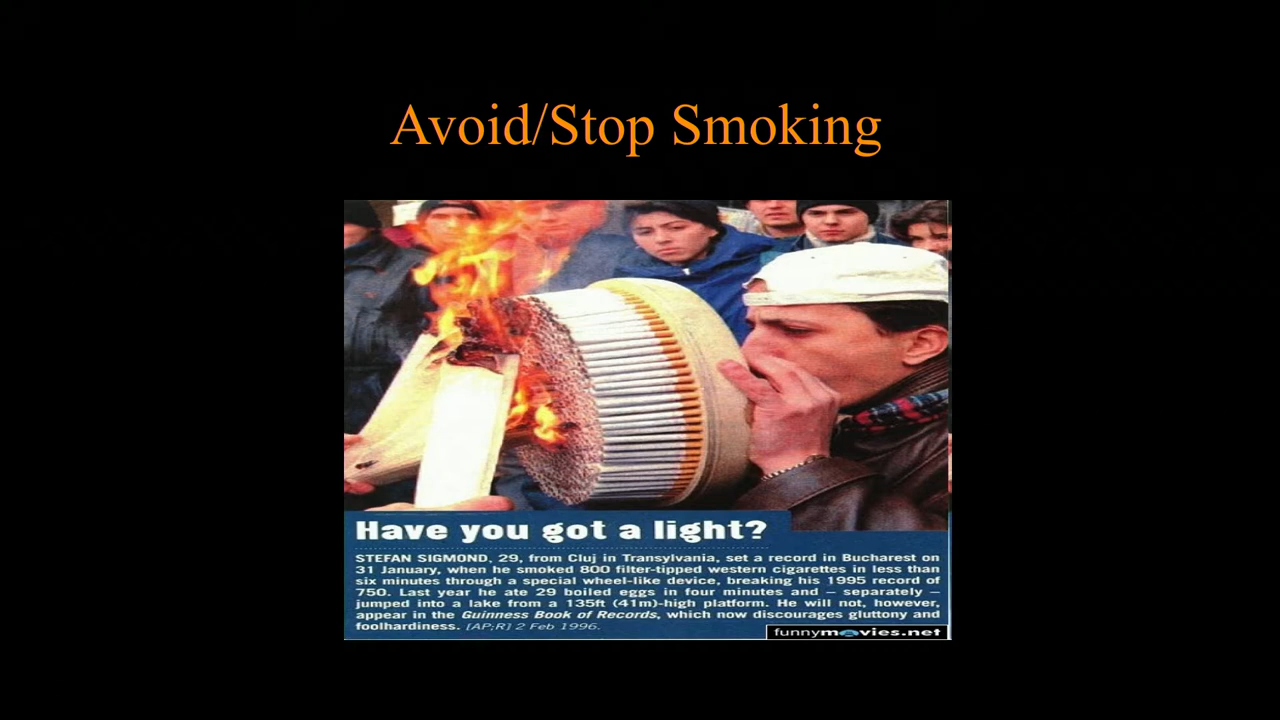 Avoid/Stop Smoking
Have you got a light?
STEFAN SIGMOND, 29, from Cluj in Transylvania, set a record in Bucharest on
31 January, when he smoked 800 filter-tipped western cigarettes in less than
six minutes through a special wheel-like device, breaking his 1995 record of
750. Last year he ate 29 boiled eggs in four minutes and – separately –
jumped into a lake from a 135ft (41m)-high platform. He will not, however,
appear in the Guinness Book of Records, which now discourages gluttony and
foolhardiness. [AP;R] 2 Feb 1996.
funnymovies.net